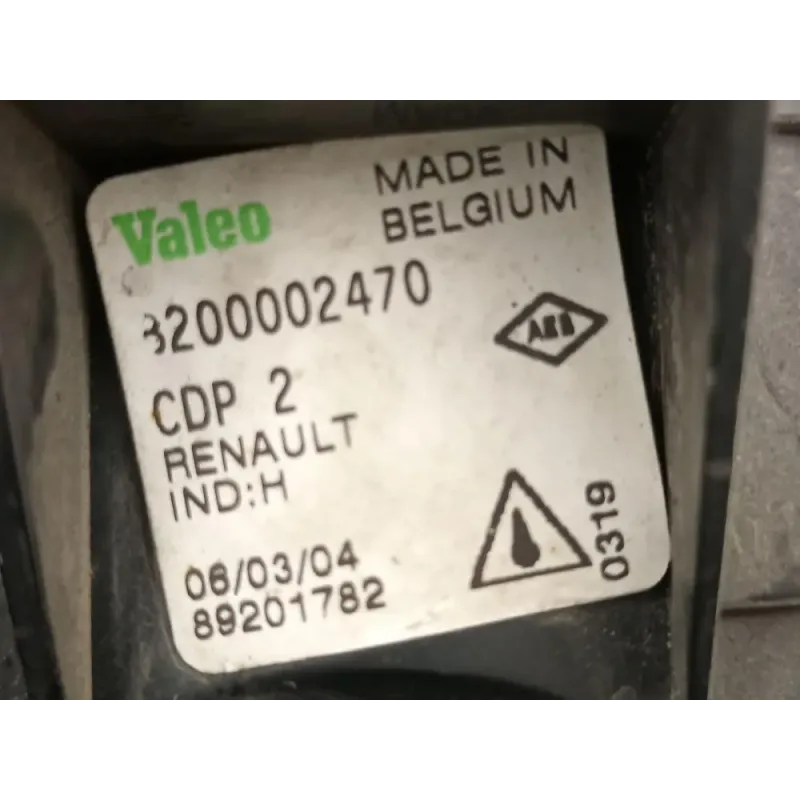 Valeo
MADE IN
BELGIUM
8200002470
CDP 2
RENAULT
IND:H
06/03/04
89201782
0319